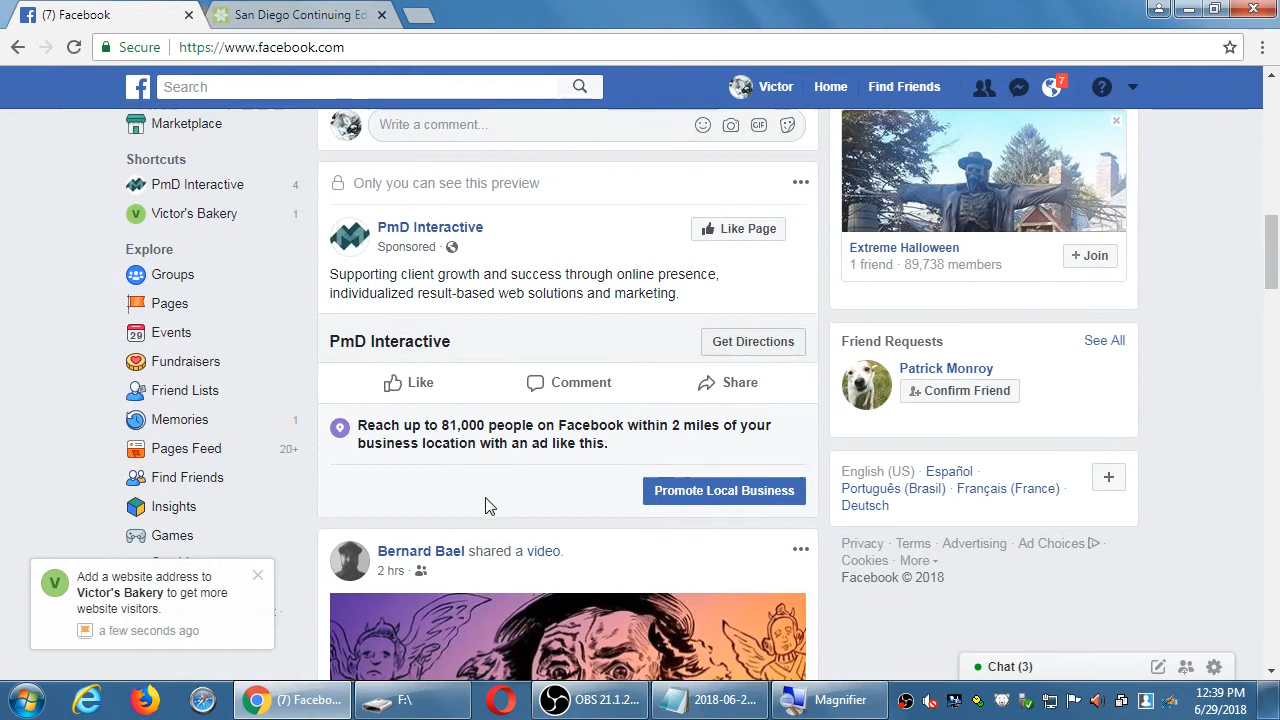 (7) Facebook
San Diego Continuing Ed
Secure
https://www.facebook.com
Search
Victor
Home
Find Friends
7
Marketplace
Shortcuts
PmD Interactive 4
Victor's Bakery 1
Explore
Groups
Pages
29
Events
Fundraisers
Friend Lists
Memories 1
Pages Feed 20+
Find Friends
Insights
Games
V
Add a website address to
Victor's Bakery to get more
website visitors.
a few seconds ago
Write a comment...
GIF
Only you can see this preview
PmD Interactive
Sponsored ·
Like Page
Supporting client growth and success through online presence,
individualized result-based web solutions and marketing.
PmD Interactive
Get Directions
Like
Comment
Share
Reach up to 81,000 people on Facebook within 2 miles of your
business location with an ad like this.
Promote Local Business
Bernard Bael shared a video.
2 hrs ·
Extreme Halloween
1 friend · 89,738 members
+ Join
Friend Requests
See All
Patrick Monroy
Confirm Friend
English (US) · Español ·
Português (Brasil) · Français (France) ·
Deutsch
Privacy · Terms · Advertising · Ad Choices ·
Cookies · More
Facebook © 2018
Chat (3)
(7) Facebo...
F:\
OBS 21.1.2...
2018-06-2...
Magnifier
12:39 PM
6/29/2018